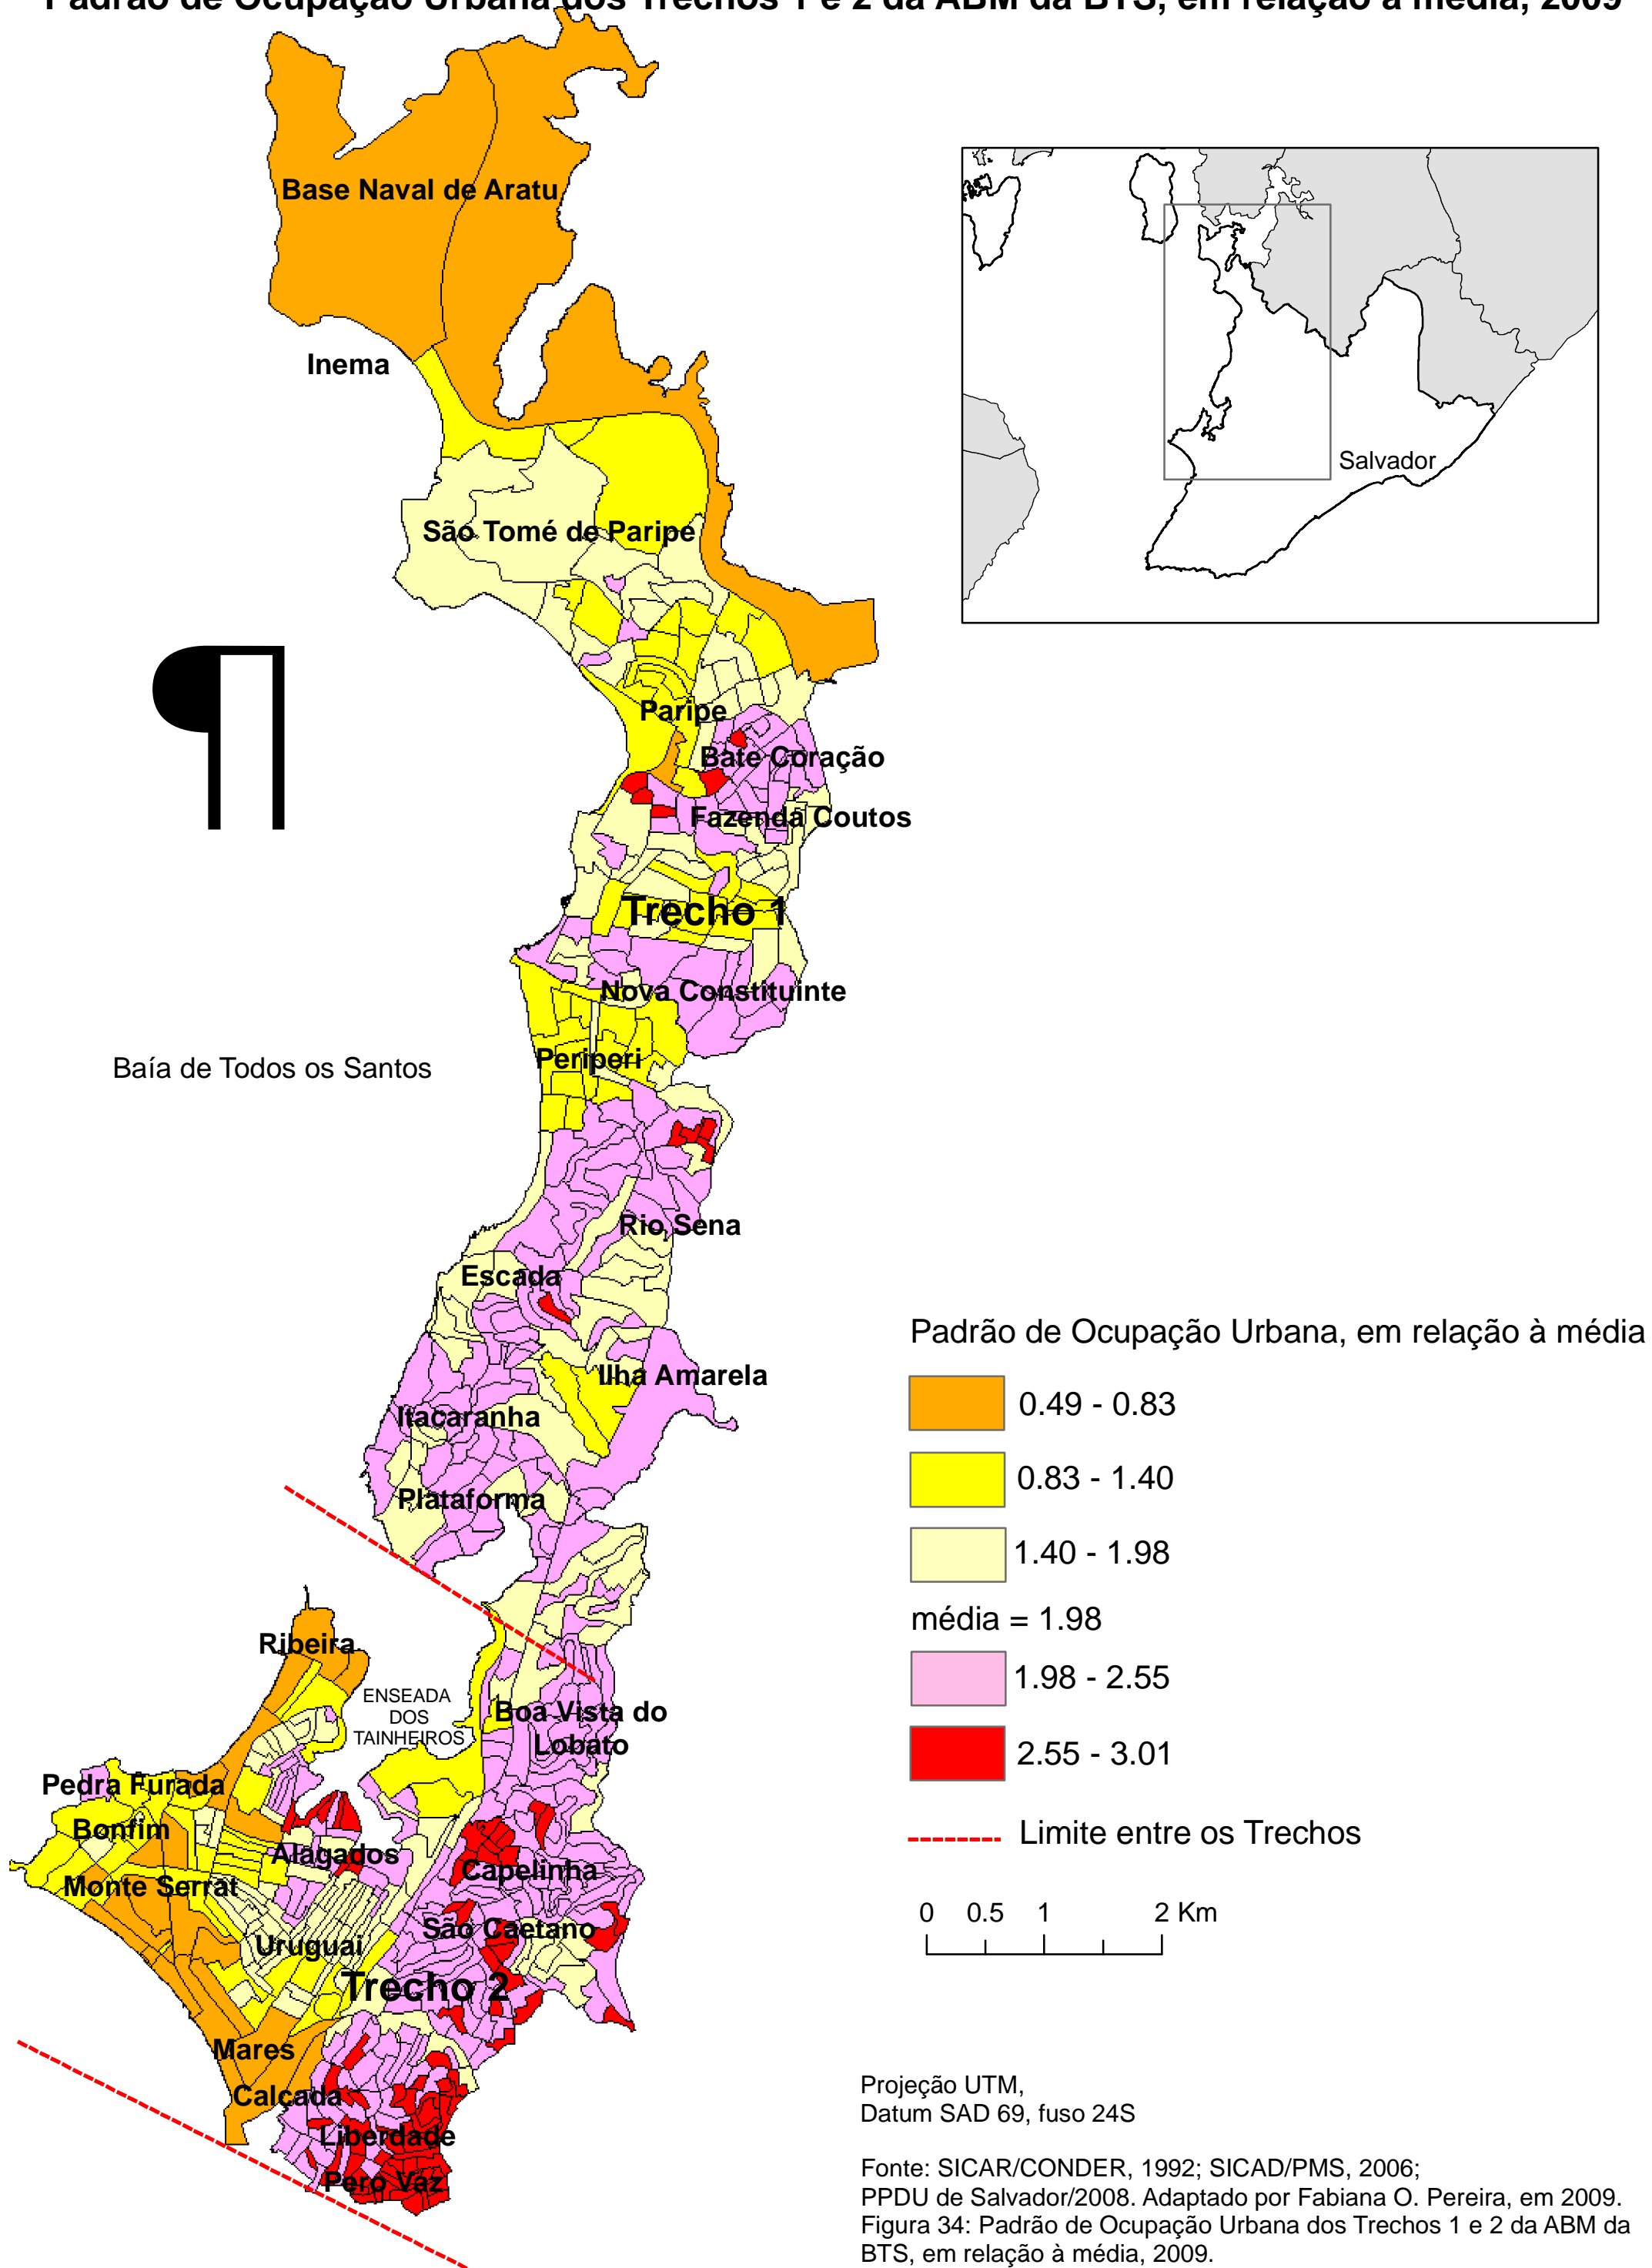 Padrão de Ocupação Urbana dos Trechos 1 e 2 da ABM da BTS, em relação à média, 2009
Base Naval de Aratu
Inema
Salvador
São Tomé de Paripe
¶
Paripe
Bate Coração
Fazenda Coutos
Trecho 1
Nova Constituinte
Periperi
Baía de Todos os Santos
Rio Sena
Escada
Ilha Amarela
Itacaranha
Plataforma
Padrão de Ocupação Urbana, em relação à média
0.49 - 0.83
0.83 - 1.40
1.40 - 1.98
média = 1.98
1.98 - 2.55
2.55 - 3.01
Limite entre os Trechos
0 0.5 1 2 Km
Ribeira
ENSEADA
DOS
TAINHEIROS
Boa Vista do
Lobato
Pedra Furada
Bonfim
Alagados
Capelinha
Monte Serrat
São Caetano
Uruguai
Trecho 2
Mares
Calçada
Liberdade
Pero Vaz
Projeção UTM,
Datum SAD 69, fuso 24S
Fonte: SICAR/CONDER, 1992; SICAD/PMS, 2006;
PPDU de Salvador/2008. Adaptado por Fabiana O. Pereira, em 2009.
Figura 34: Padrão de Ocupação Urbana dos Trechos 1 e 2 da ABM da
BTS, em relação à média, 2009.